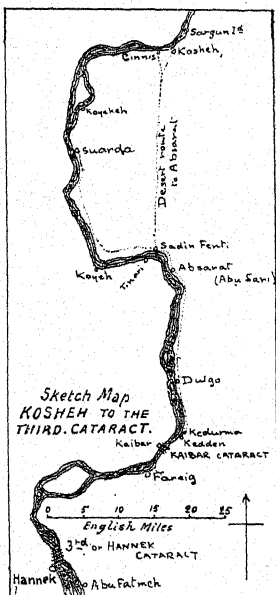 Sargun Id
Ginnis
Kosheh,
Koyekeh
Suarda
Desert route
to Absarat
Sadin Fenti
Koyeh
Tinari
Absarat
(Abu Sari)
Dulgo
Sketch Map
KOSHEH TO THE
THIRD. CATARACT.
Kedurma
Kedden
Kaibar
KAIBAR CATARACT
Fareig
0 5 10 15 20 25
English Miles
3rd or HANNEK
CATARACT
Hannek
Abu Fatmeh